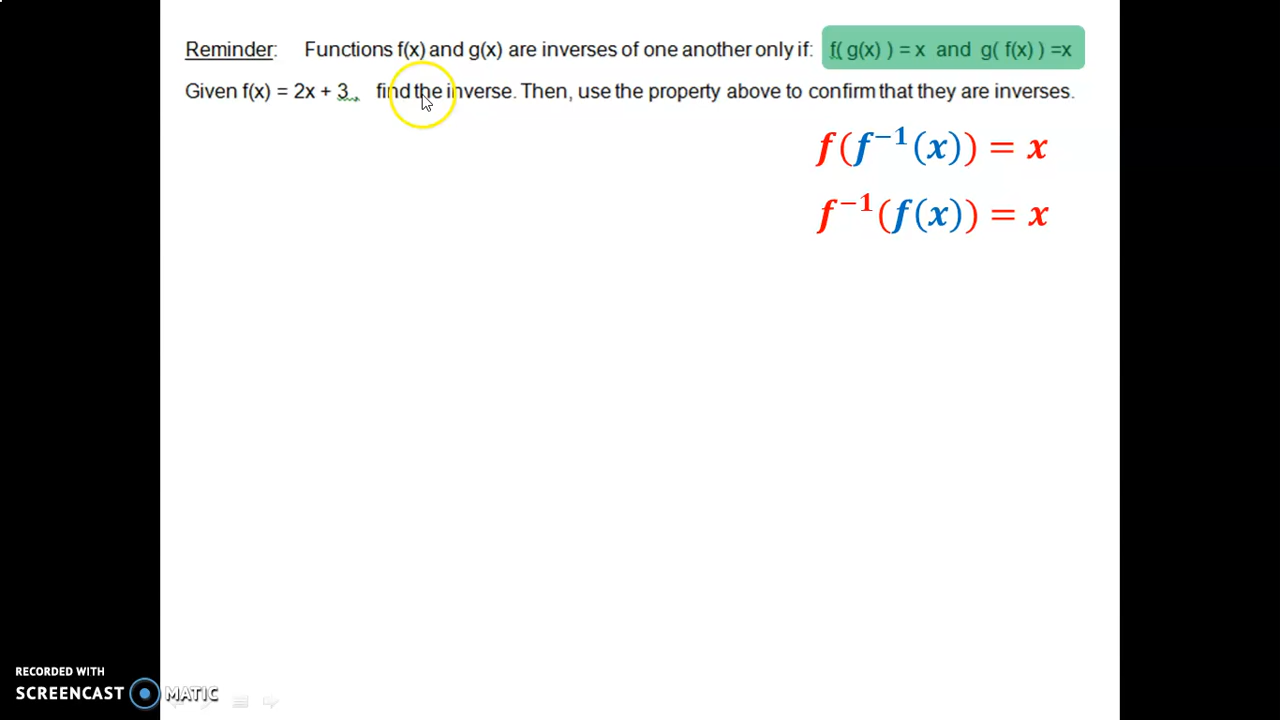 Reminder: Functions f(x) and g(x) are inverses of one another only if: f( g(x) ) = x and g( f(x) ) =x
Given f(x) = 2x + 3 , find the inverse. Then, use the property above to confirm that they are inverses.
f(f⁻¹(x)) = x
f⁻¹(f(x)) = x
RECORDED WITH
SCREENCAST MATIC